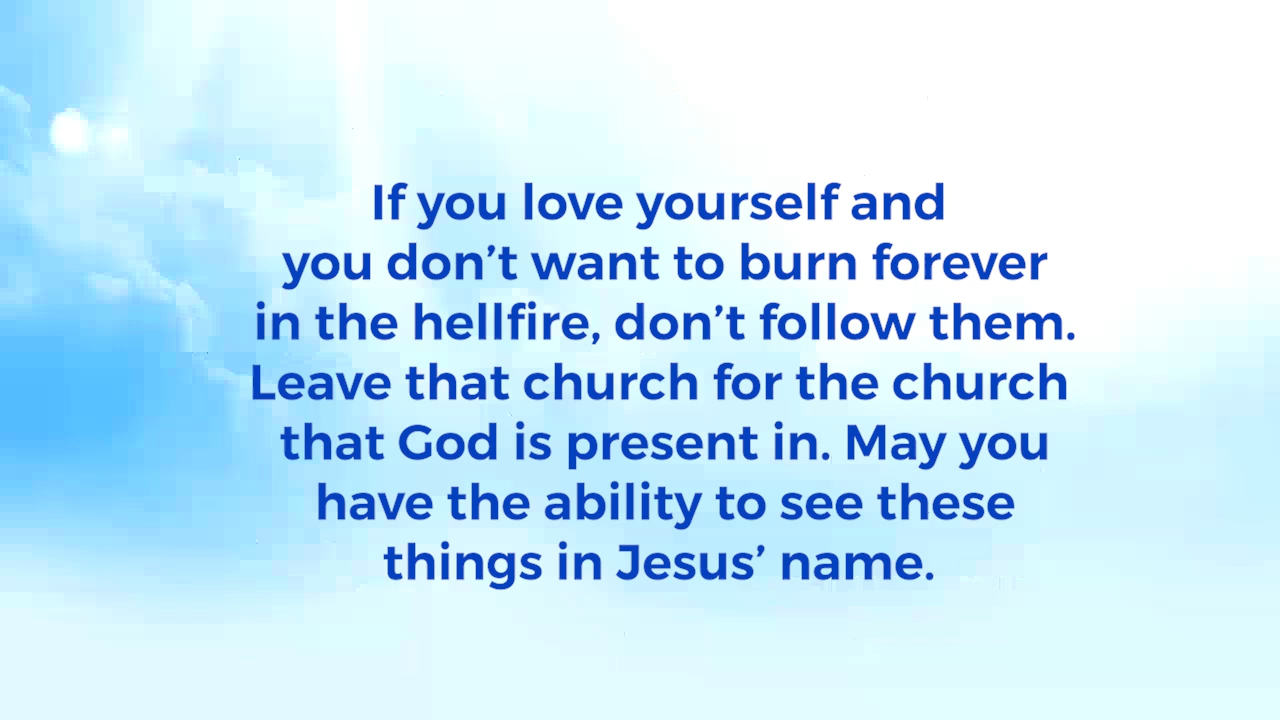 If you love yourself and
you don’t want to burn forever
in the hellfire, don’t follow them.
Leave that church for the church
that God is present in. May you
have the ability to see these
things in Jesus’ name.